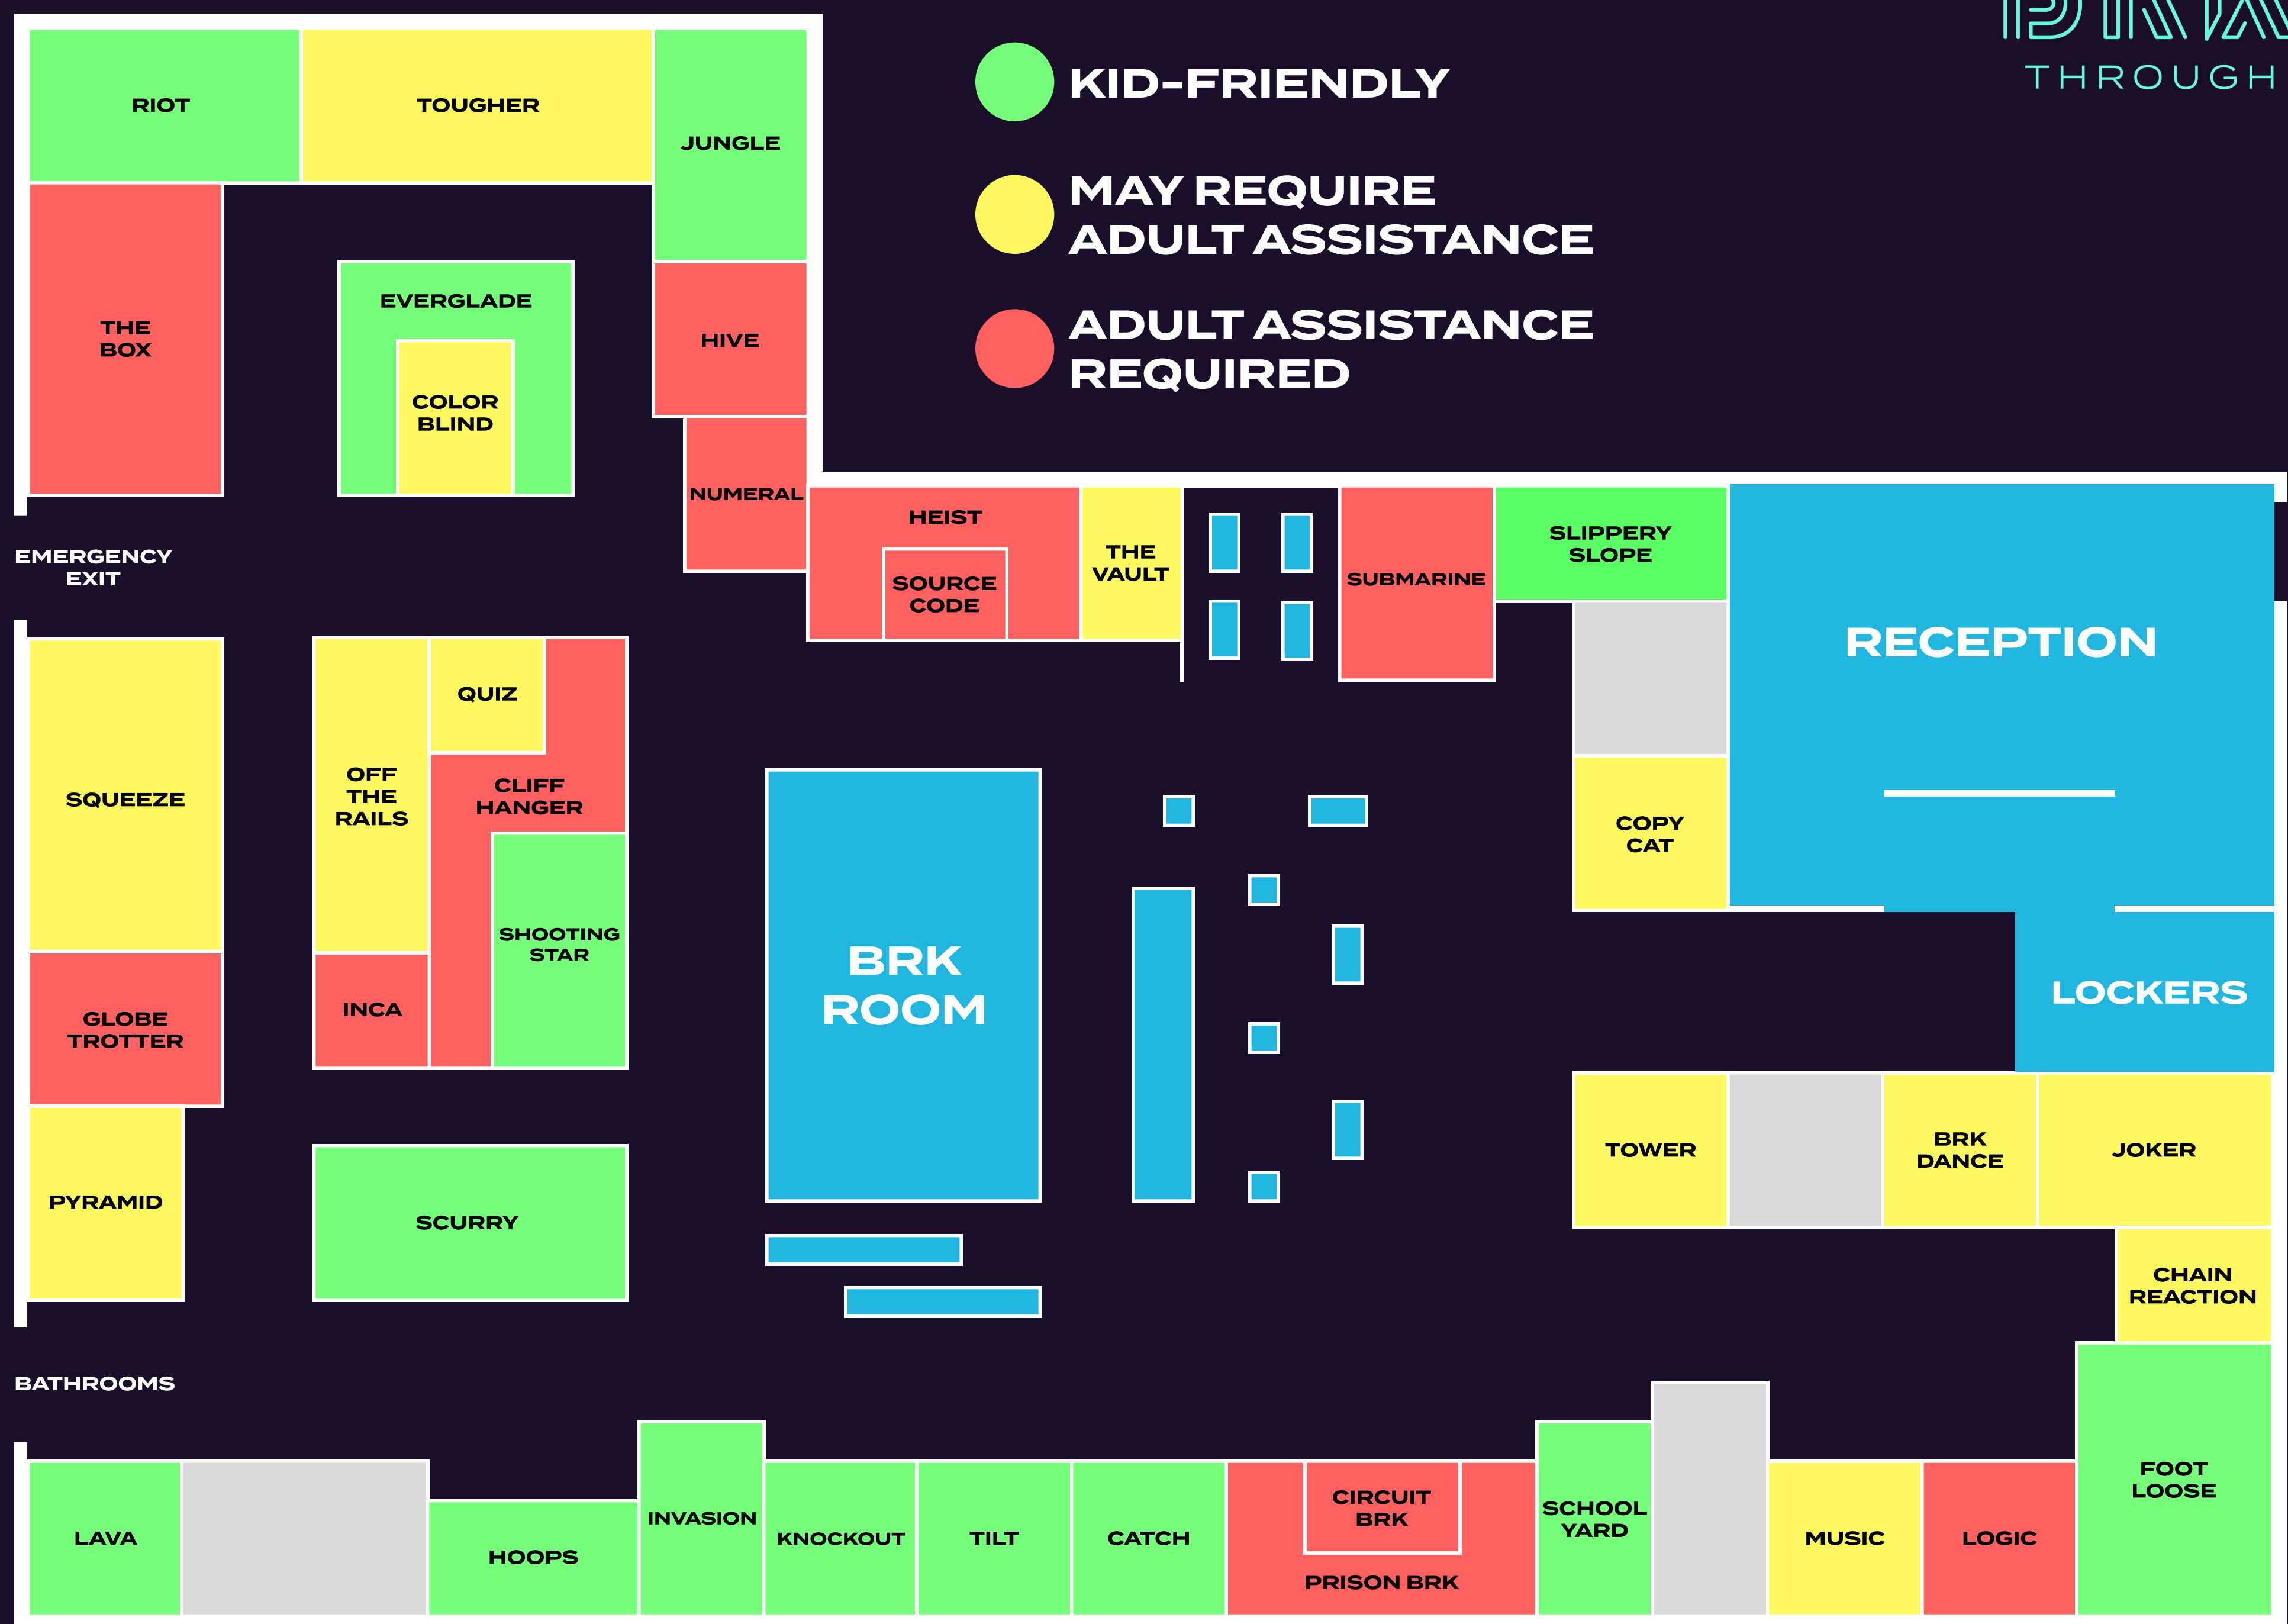 THROUGH
KID-FRIENDLY
MAY REQUIRE
ADULT ASSISTANCE
ADULT ASSISTANCE
REQUIRED
RIOT
TOUGHER
JUNGLE
THE
BOX
EVERGLADE
COLOR
BLIND
HIVE
NUMERAL
HEIST
SOURCE
CODE
THE
VAULT
SUBMARINE
SLIPPERY
SLOPE
RECEPTION
EMERGENCY
EXIT
SQUEEZE
OFF
THE
RAILS
QUIZ
CLIFF
HANGER
SHOOTING
STAR
INCA
GLOBE
TROTTER
PYRAMID
SCURRY
BRK
ROOM
COPY
CAT
LOCKERS
TOWER
BRK
DANCE
JOKER
CHAIN
REACTION
BATHROOMS
LAVA
HOOPS
INVASION
KNOCKOUT
TILT
CATCH
CIRCUIT
BRK
PRISON BRK
SCHOOL
YARD
MUSIC
LOGIC
FOOT
LOOSE